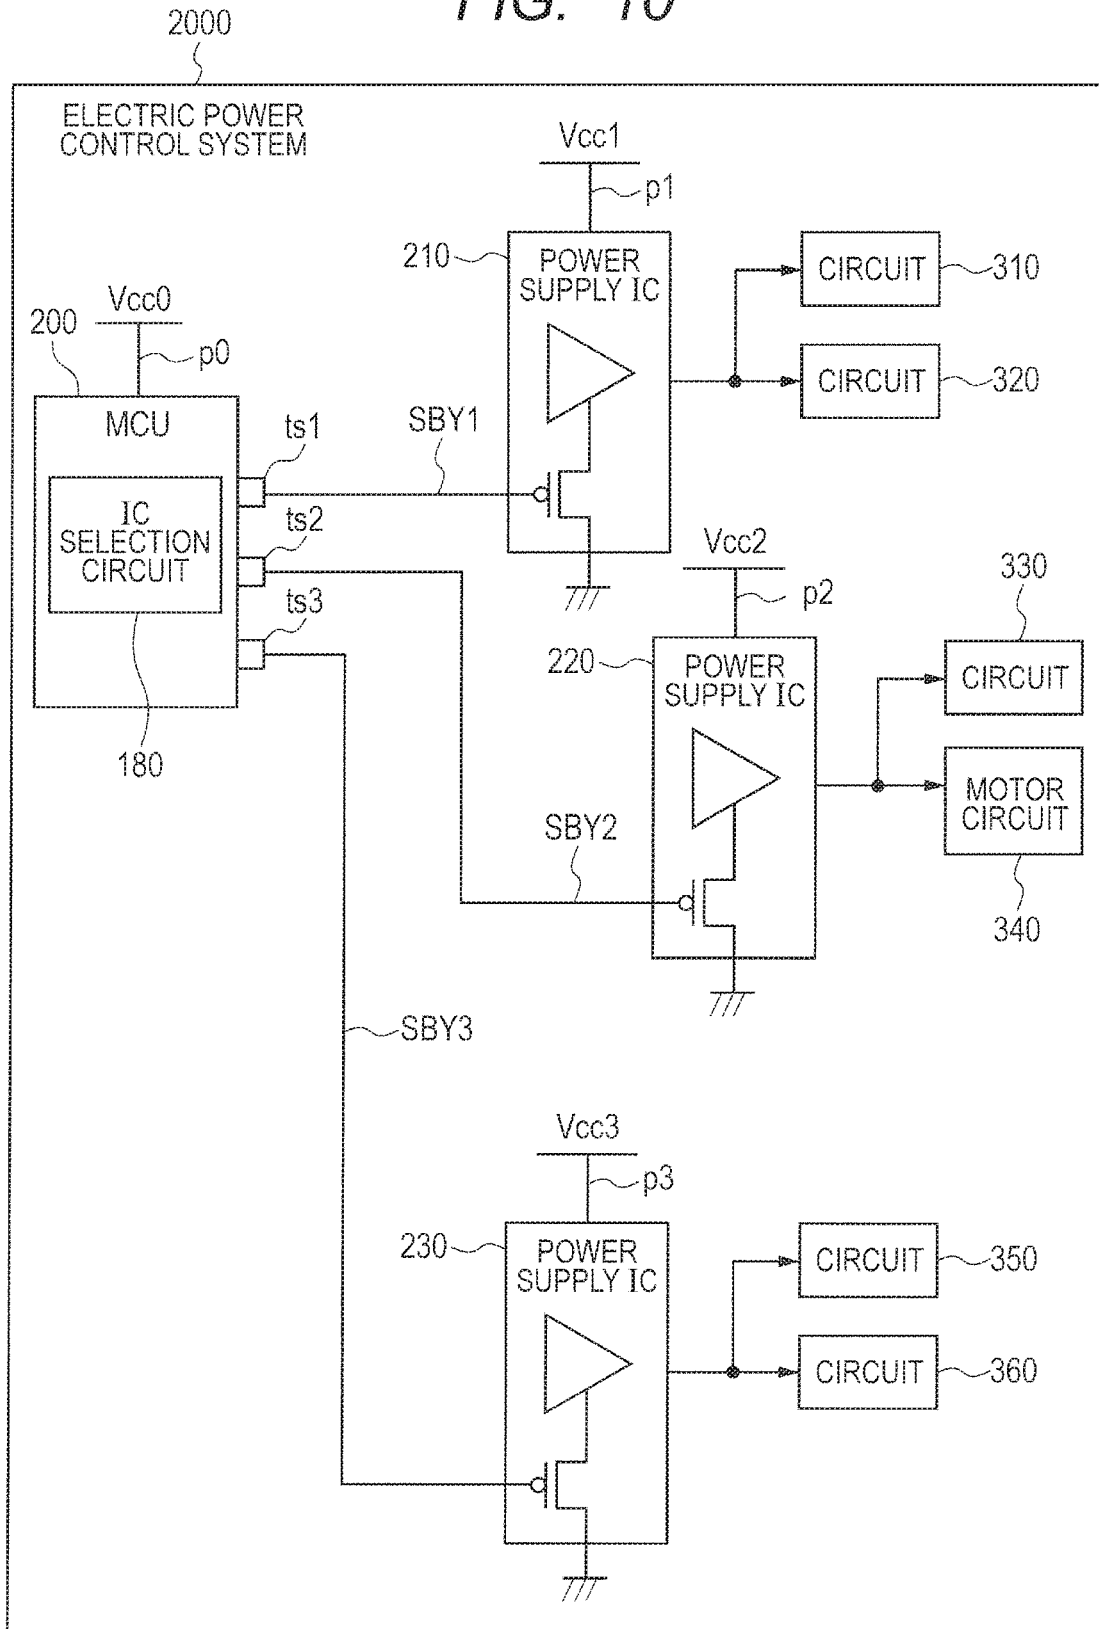 FIG. 10
2000
ELECTRIC POWER
CONTROL SYSTEM
Vcc1
p1
210
POWER
SUPPLY IC
CIRCUIT
310
CIRCUIT
320
Vcc0
200
p0
MCU
ts1
SBY1
IC
SELECTION
CIRCUIT
ts2
ts3
180
Vcc2
p2
220
POWER
SUPPLY IC
330
CIRCUIT
MOTOR
CIRCUIT
340
SBY2
SBY3
Vcc3
p3
230
POWER
SUPPLY IC
CIRCUIT
350
CIRCUIT
360